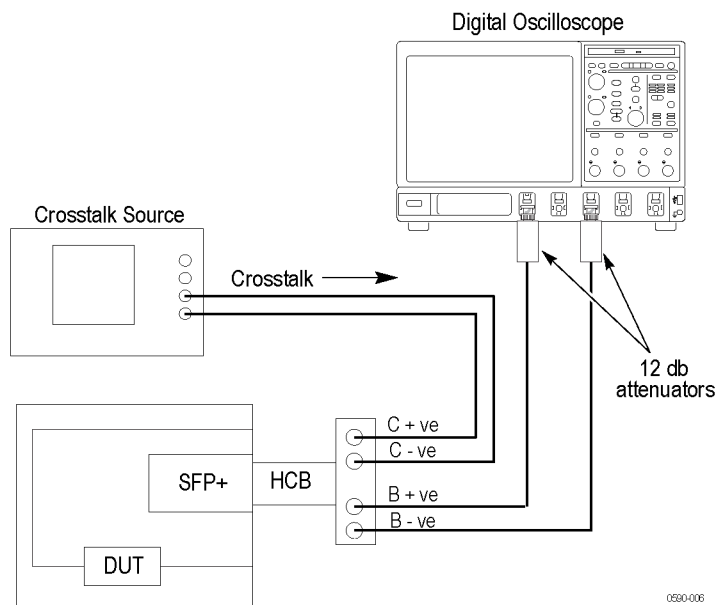 Digital Oscilloscope
Crosstalk Source
Crosstalk
12 db
attenuators
C + ve
C - ve
SFP+
HCB
B + ve
B - ve
DUT
0590-006